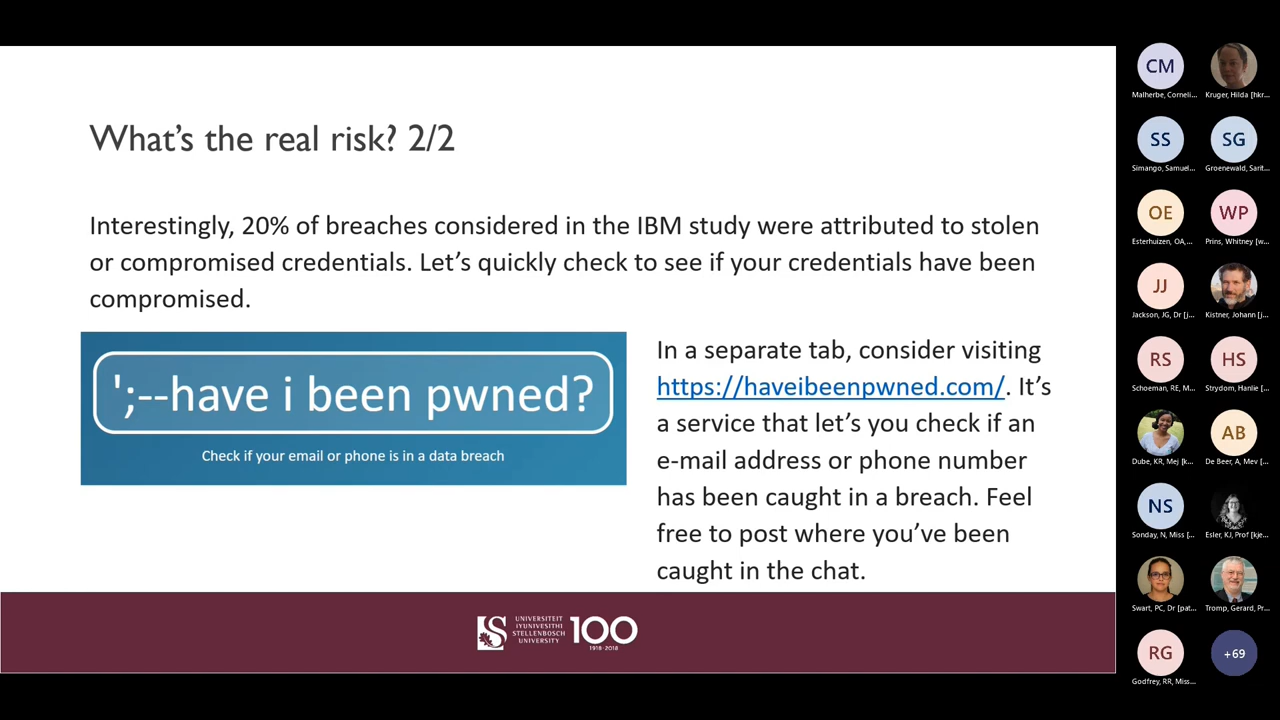 What's the real risk? 2/2
Interestingly, 20% of breaches considered in the IBM study were attributed to stolen
or compromised credentials. Let's quickly check to see if your credentials have been
compromised.
';--have i been pwned?
Check if your email or phone is in a data breach
In a separate tab, consider visiting
https://haveibeenpwned.com/. It's
a service that let's you check if an
e-mail address or phone number
has been caught in a breach. Feel
free to post where you've been
caught in the chat.
UNIVERSITEIT
IYUNIVESITHI
STELLENBOSCH
UNIVERSITY
100
1918·2018
CM
Malherbe, Corneli...
Kruger, Hilda [hkr...
SS
SG
Simango, Samuel...
Groenewald, Sarit...
OE
WP
Esterhuizen, OA,...
Prins, Whitney [w...
JJ
Jackson, JG, Dr [j...
Kistner, Johann [j...
RS
HS
Schoeman, RE, M...
Strydom, Hanlie [...
AB
Dube, KR, Mej [k...
De Beer, A, Mev [...
NS
Sonday, N, Miss [...
Esler, KJ, Prof [kje...
Swart, PC, Dr [pat...
Tromp, Gerard, Pr...
RG
+69
Godfrey, RR, Miss...